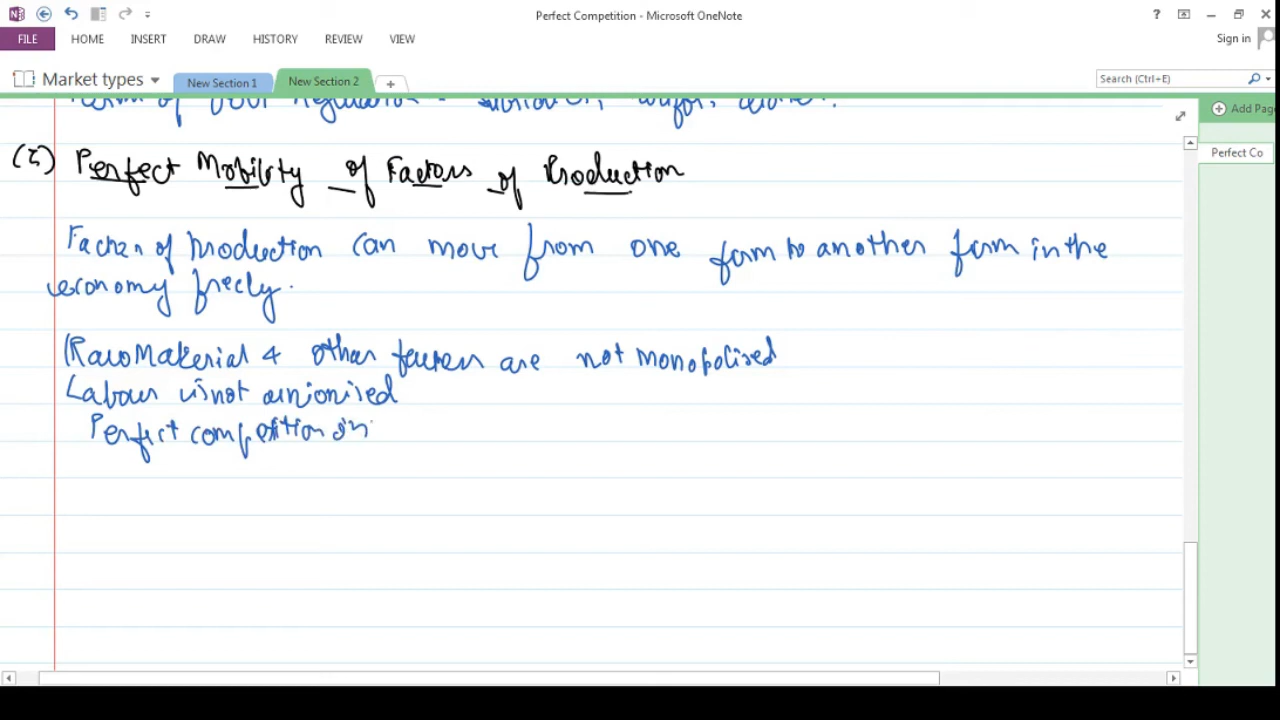 Perfect Competition - Microsoft OneNote
Sign in
FILE HOME INSERT DRAW HISTORY REVIEW VIEW
Market types New Section 1 New Section 2 + Search (Ctrl+E)
Add Pag
Perfect Co
of
(5) Perfect Mobility of Factors of Production
Factors of production can move from one firm to another firm in the
economy freely.
(Raw Material & other factors are not monopolised
Labour is not unionised
Perfect competition in